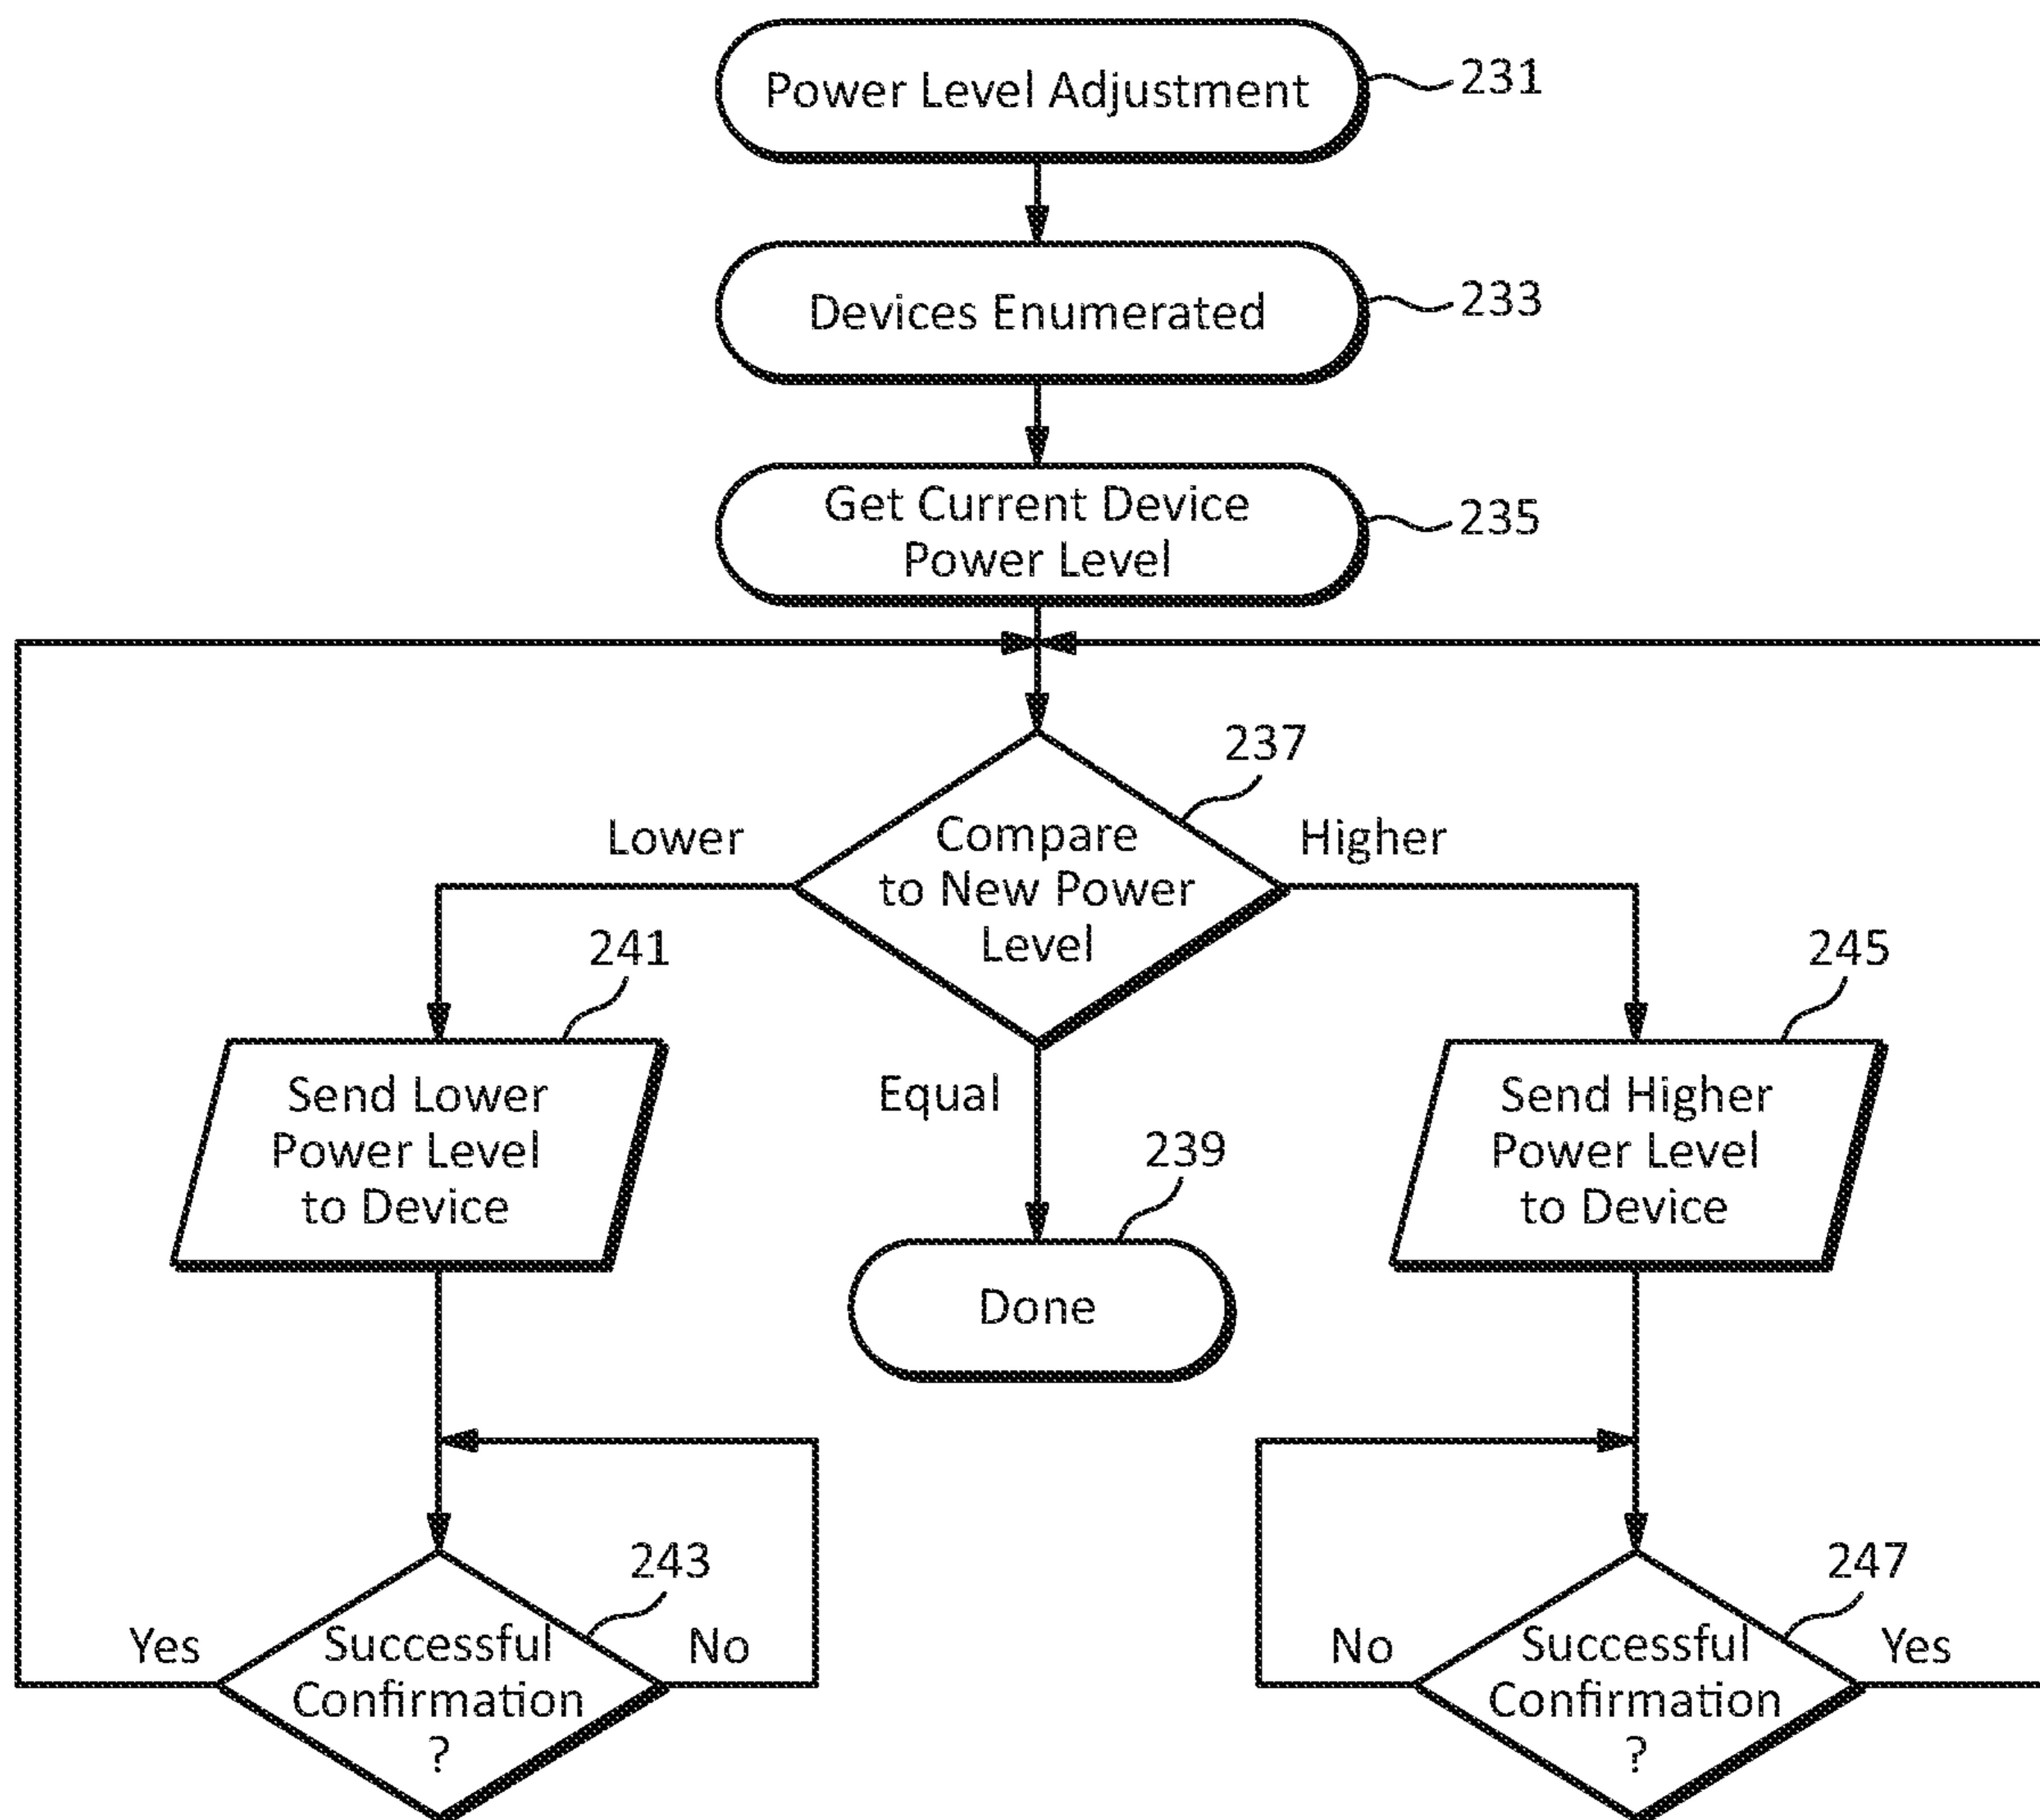 Power Level Adjustment
231
Devices Enumerated
233
Get Current Device
Power Level
235
237
Lower
Compare
to New Power
Level
Higher
241
245
Send Lower
Power Level
to Device
Equal
Send Higher
Power Level
to Device
239
Done
243
247
Yes
Successful
Confirmation
?
No
No
Successful
Confirmation
?
Yes